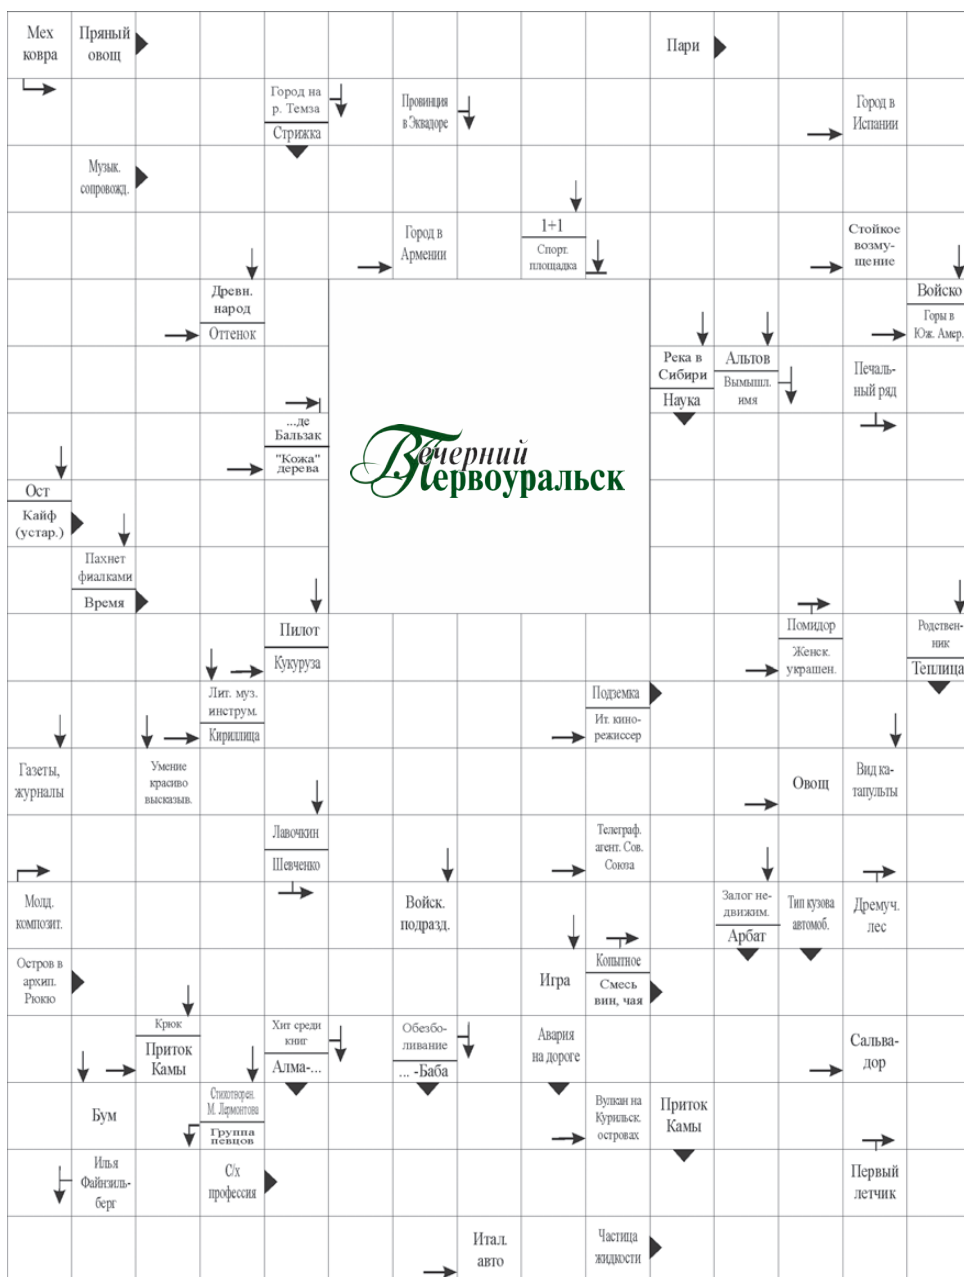 Мех
ковра
Пряный
овощ
Пари
Город на
р. Темза
Стрижка
Провинция
в Эквадоре
Город в
Испании
Музык.
сопровожд.
Город в
Армении
1+1
Спорт.
площадка
Стойкое
возму-
щение
Древн.
народ
Оттенок
Войско
Горы в
Юж. Амер.
Река в
Сибири
Наука
Альтов
Вымышл.
имя
Печаль-
ный ряд
...де
Бальзак
"Кожа"
дерева
Вечерний
Первоуральск
Ост
Кайф
(устар.)
Пахнет
фиалками
Время
Пилот
Кукуруза
Помидор
Женск.
украшен.
Родствен-
ник
Теплица
Лит. муз.
инструм.
Кириллица
Подземка
Ит. кино-
режиссер
Газеты,
журналы
Умение
красиво
высказыв.
Овощ
Вид ка-
тапульты
Лавочкин
Шевченко
Телеграф.
агент. Сов.
Союза
Молд.
композит.
Войск.
подразд.
Залог не-
движим.
Арбат
Тип кузова
автомоб.
Дремуч.
лес
Остров в
архип.
Рюкю
Игра
Копытное
Смесь
вин, чая
Крюк
Приток
Камы
Хит среди
книг
Алма-...
Обезбо-
ливание
... -Баба
Авария
на дороге
Сальва-
дор
Бум
Стихотворен.
М. Лермонтова
Группа
певцов
Вулкан на
Курильск.
островах
Приток
Камы
Илья
Файнзиль-
берг
С/х
профессия
Первый
летчик
Итал.
авто
Частица
жидкости